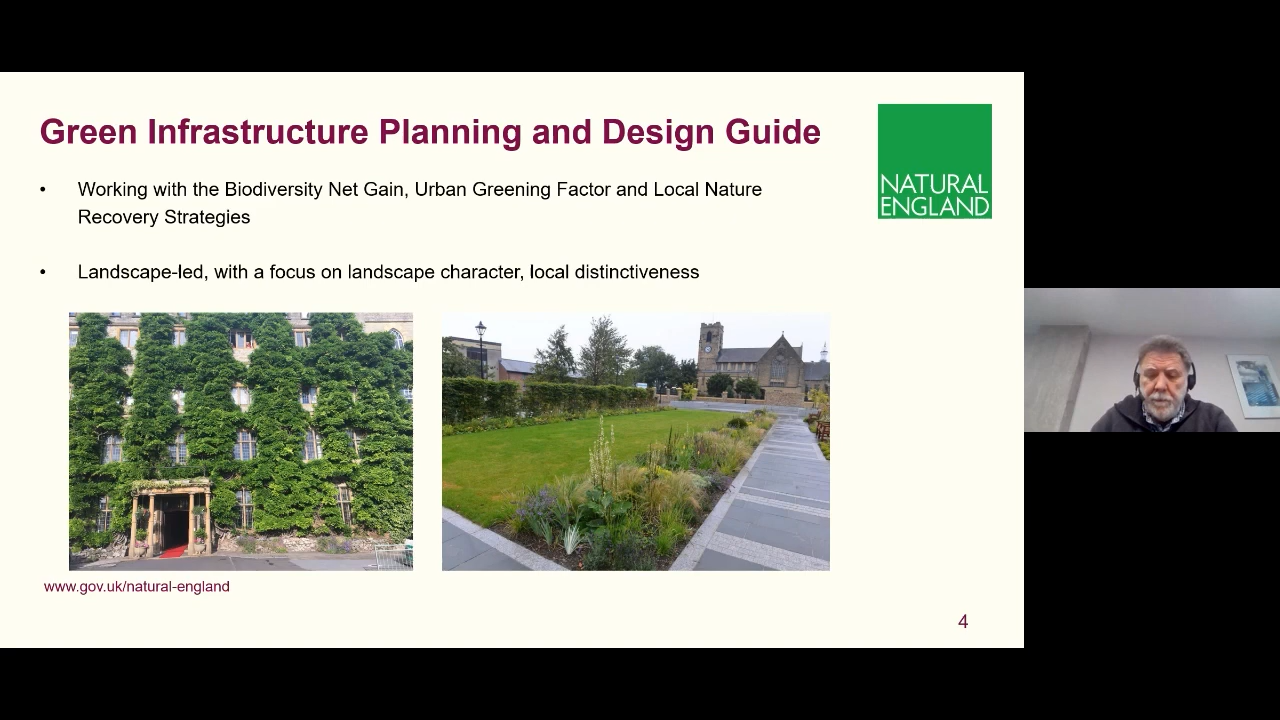 Green Infrastructure Planning and Design Guide
NATURAL
ENGLAND
• Working with the Biodiversity Net Gain, Urban Greening Factor and Local Nature
Recovery Strategies
• Landscape-led, with a focus on landscape character, local distinctiveness
www.gov.uk/natural-england
4